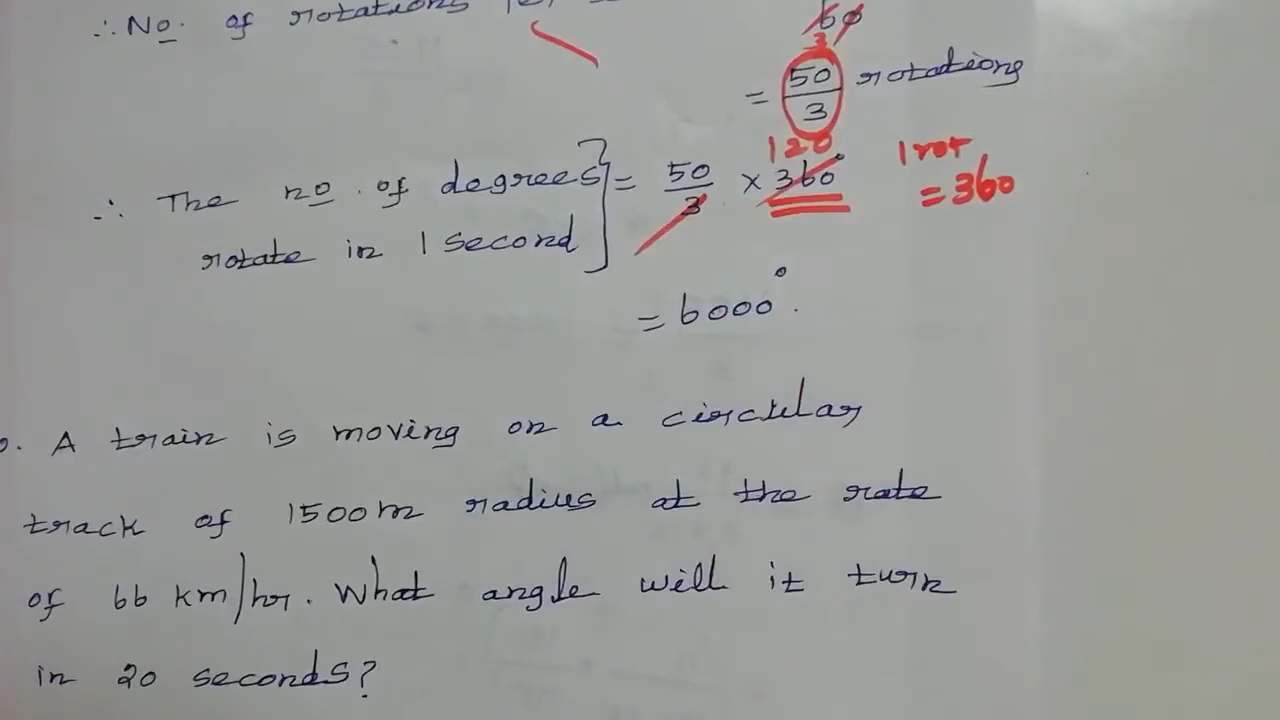 ∴ No. of rotations
60
3
= 50/3 rotations
120 1 rot
∴ The no. of degrees } = 50/3 × 360° = 360
rotate in 1 second
= 6000°.
A train is moving on a circular
track of 1500m radius at the rate
of 66 km/hr. What angle will it turn
in 20 seconds?